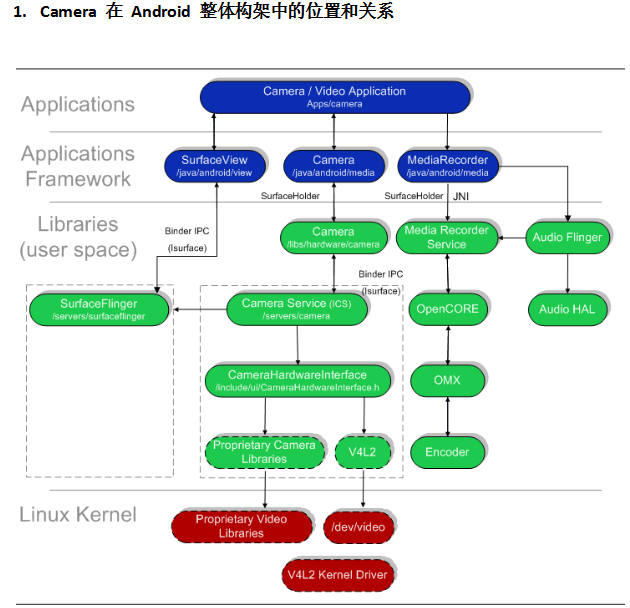 1. Camera 在 Android 整体构架中的位置和关系
Applications
Camera / Video Application
Apps/camera
Applications
Framework
SurfaceView
/java/android/view
Camera
/java/android/media
MediaRecorder
/java/android/media
SurfaceHolder
SurfaceHolder
JNI
Libraries
(user space)
Binder IPC
(Isurface)
Camera
/libs/hardware/camera
Media Recorder
Service
Audio Flinger
Binder IPC
(Isurface)
SurfaceFlinger
/servers/surfaceflinger
Camera Service (ICS)
/servers/camera
OpenCORE
Audio HAL
CameraHardwareInterface
/include/ui/CameraHardwareInterface.h
OMX
Proprietary Camera
Libraries
V4L2
Encoder
Linux Kernel
Proprietary Video
Libraries
/dev/video
V4L2 Kernel Driver